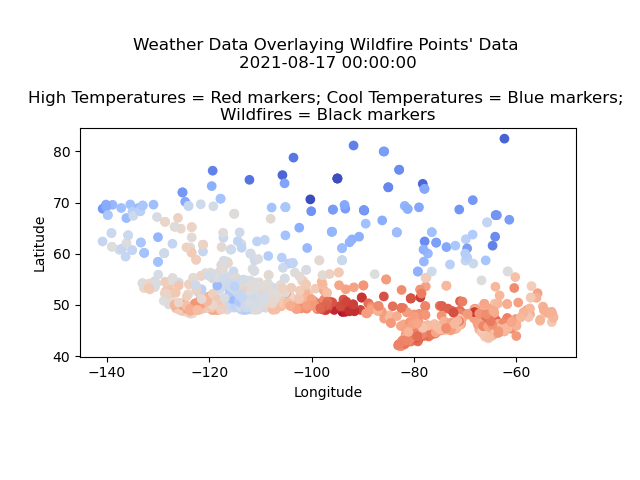 Weather Data Overlaying Wildfire Points' Data
2021-08-17 00:00:00
High Temperatures = Red markers; Cool Temperatures = Blue markers;
Wildfires = Black markers
80
70
60
50
40
Latitude
−140 −120 −100 −80 −60
Longitude